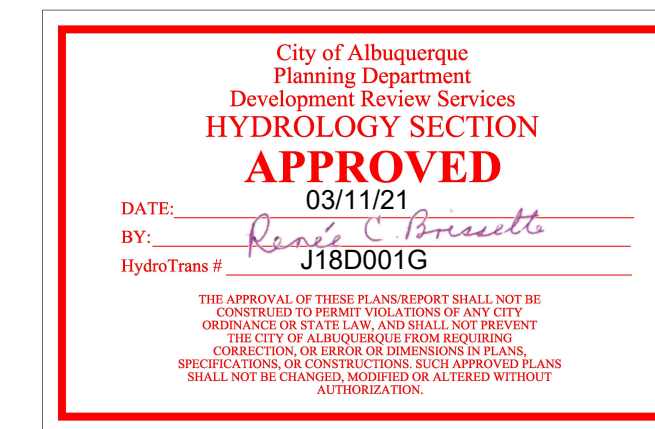 City of Albuquerque
Planning Department
Development Review Services
HYDROLOGY SECTION
APPROVED
DATE: 03/11/21
BY: Renée C. Brissette
HydroTrans # J18D001G
THE APPROVAL OF THESE PLANS/REPORT SHALL NOT BE
CONSTRUED TO PERMIT VIOLATIONS OF ANY CITY
ORDINANCE OR STATE LAW, AND SHALL NOT PREVENT
THE CITY OF ALBUQUERQUE FROM REQUIRING
CORRECTION, OR ERROR OR DIMENSIONS IN PLANS,
SPECIFICATIONS, OR CONSTRUCTIONS. SUCH APPROVED PLANS
SHALL NOT BE CHANGED, MODIFIED OR ALTERED WITHOUT
AUTHORIZATION.